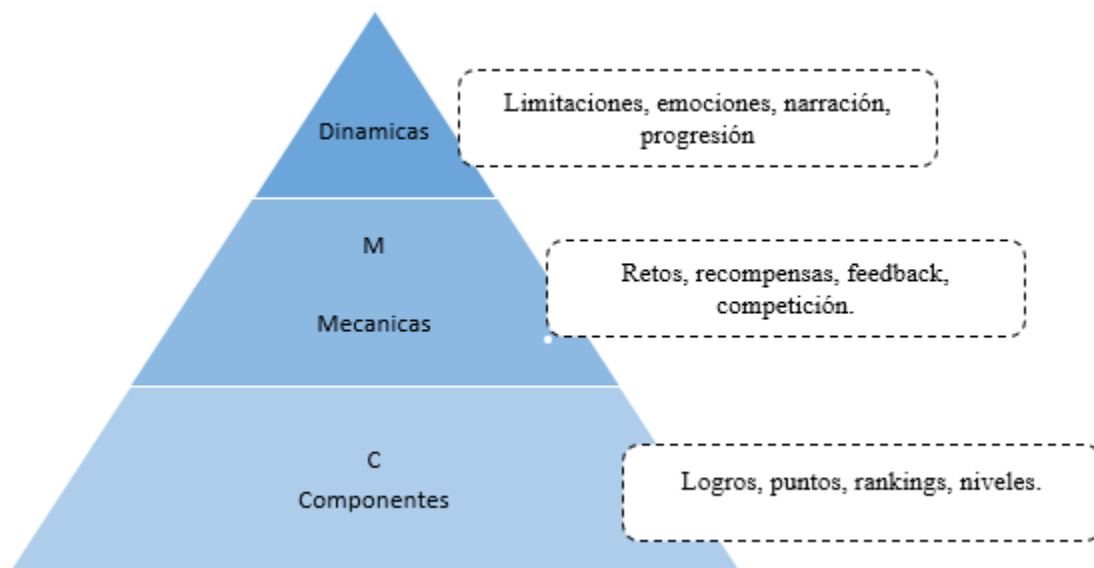 Dinamicas
Limitaciones, emociones, narración,
progresión
M
Mecanicas
Retos, recompensas, feedback,
competición.
C
Componentes
Logros, puntos, rankings, niveles.